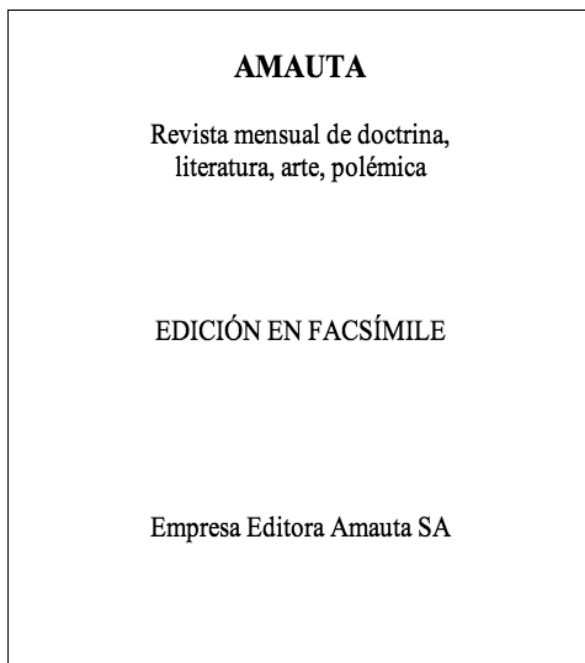 AMAUTA
Revista mensual de doctrina,
literatura, arte, polémica
EDICIÓN EN FACSÍMILE
Empresa Editora Amauta SA